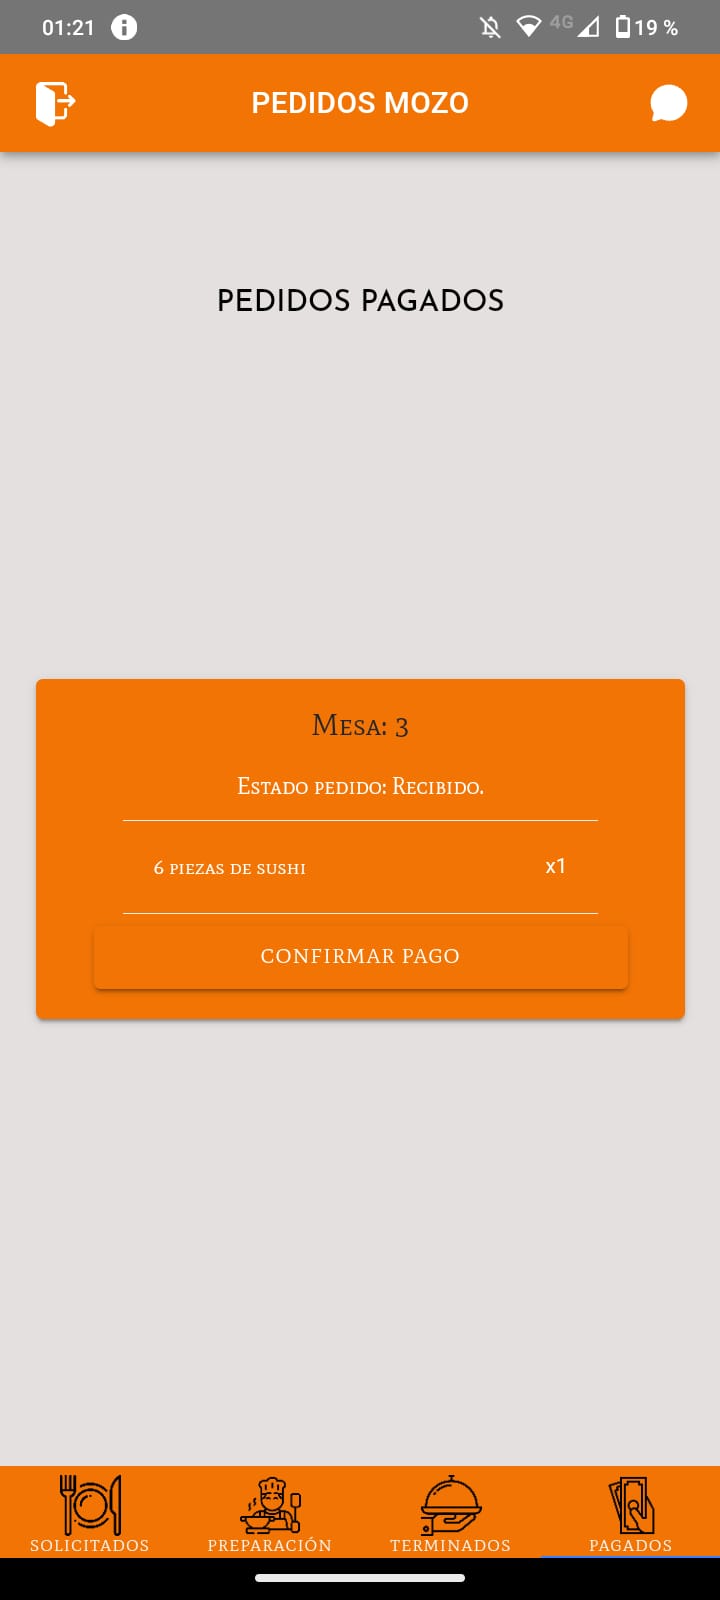 01:21 4G 19 %
PEDIDOS MOZO
PEDIDOS PAGADOS
Mesa: 3
Estado pedido: Recibido.
6 piezas de sushi x1
CONFIRMAR PAGO
SOLICITADOS PREPARACIÓN TERMINADOS PAGADOS